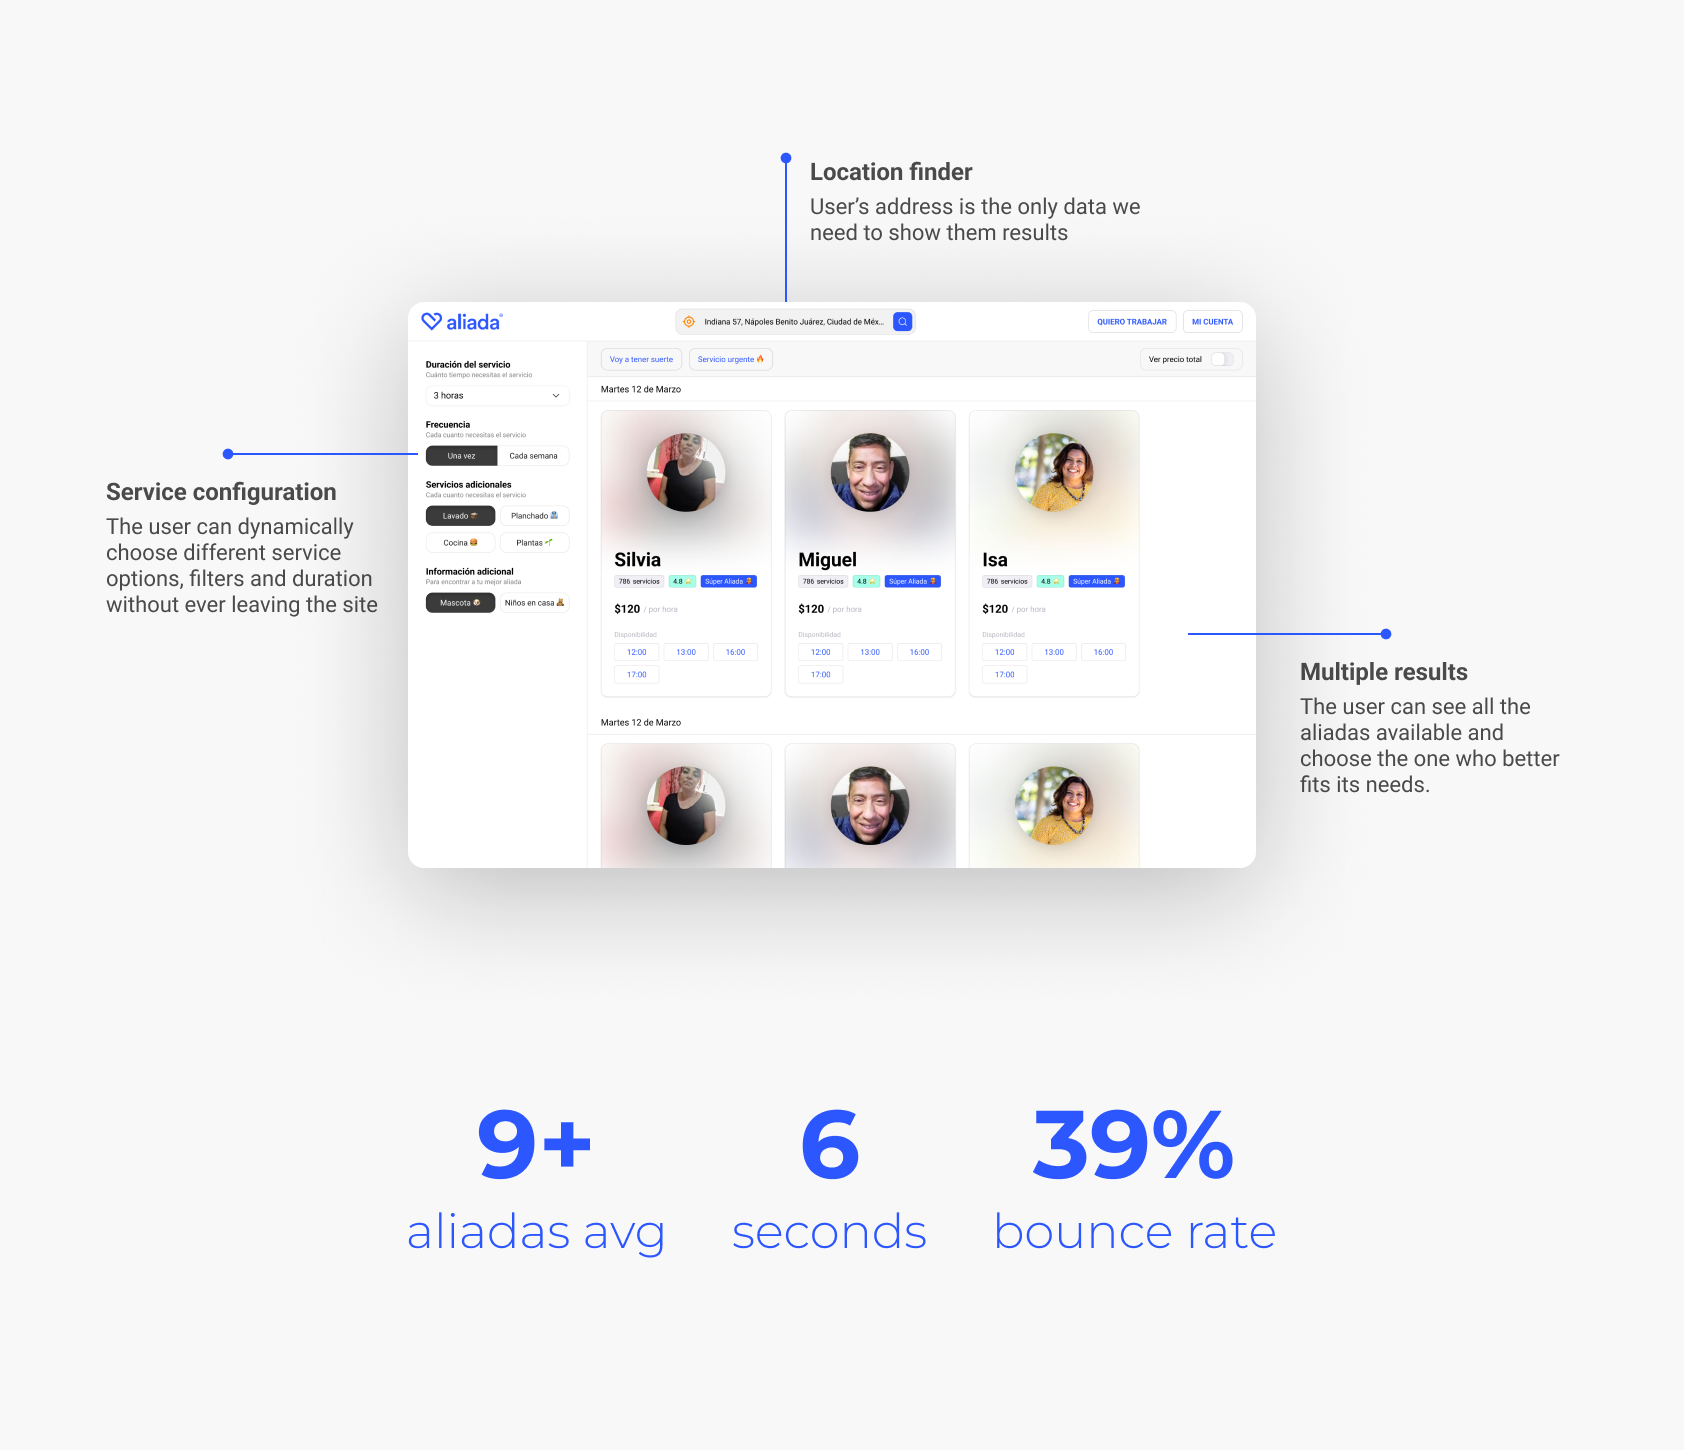 Location finder
User’s address is the only data we
need to show them results
aliada
Indiana 57, Nápoles Benito Juárez, Ciudad de Méx...
QUIERO TRABAJAR
MI CUENTA
Duración del servicio
Cuánto tiempo necesitas el servicio
3 horas
Frecuencia
Cada cuanto necesitas el servicio
Una vez
Cada semana
Servicios adicionales
Cada cuanto necesitas el servicio
Lavado
Planchado
Cocina
Plantas
Información adicional
Para encontrar a tu mejor aliada
Mascota
Niños en casa
Voy a tener suerte
Servicio urgente
Ver precio total
Martes 12 de Marzo
Silvia
786 servicios
4.8
Súper Aliada
$120 / por hora
Disponibilidad
12:00
13:00
16:00
17:00
Miguel
786 servicios
4.8
Súper Aliada
$120 / por hora
Disponibilidad
12:00
13:00
16:00
17:00
Isa
786 servicios
4.8
Súper Aliada
$120 / por hora
Disponibilidad
12:00
13:00
16:00
17:00
Martes 12 de Marzo
Service configuration
The user can dynamically
choose different service
options, filters and duration
without ever leaving the site
Multiple results
The user can see all the
aliadas available and
choose the one who better
fits its needs.
9+
aliadas avg
6
seconds
39%
bounce rate